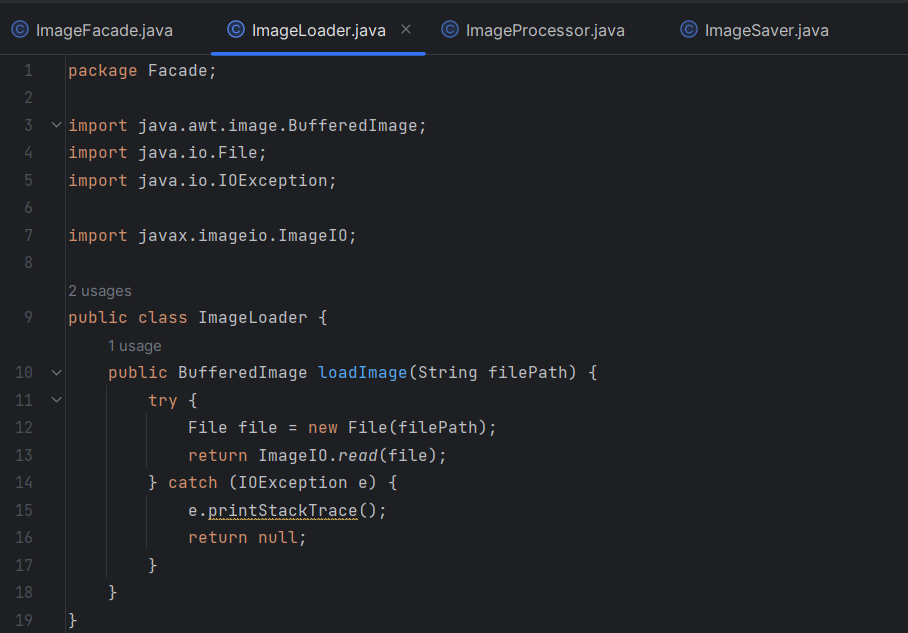 ImageFacade.java ImageLoader.java ImageProcessor.java ImageSaver.java
1 package Facade;
2
3 import java.awt.image.BufferedImage;
4 import java.io.File;
5 import java.io.IOException;
6
7 import javax.imageio.ImageIO;
8
2 usages
9 public class ImageLoader {
1 usage
10 public BufferedImage loadImage(String filePath) {
11 try {
12 File file = new File(filePath);
13 return ImageIO.read(file);
14 } catch (IOException e) {
15 e.printStackTrace();
16 return null;
17 }
18 }
19 }